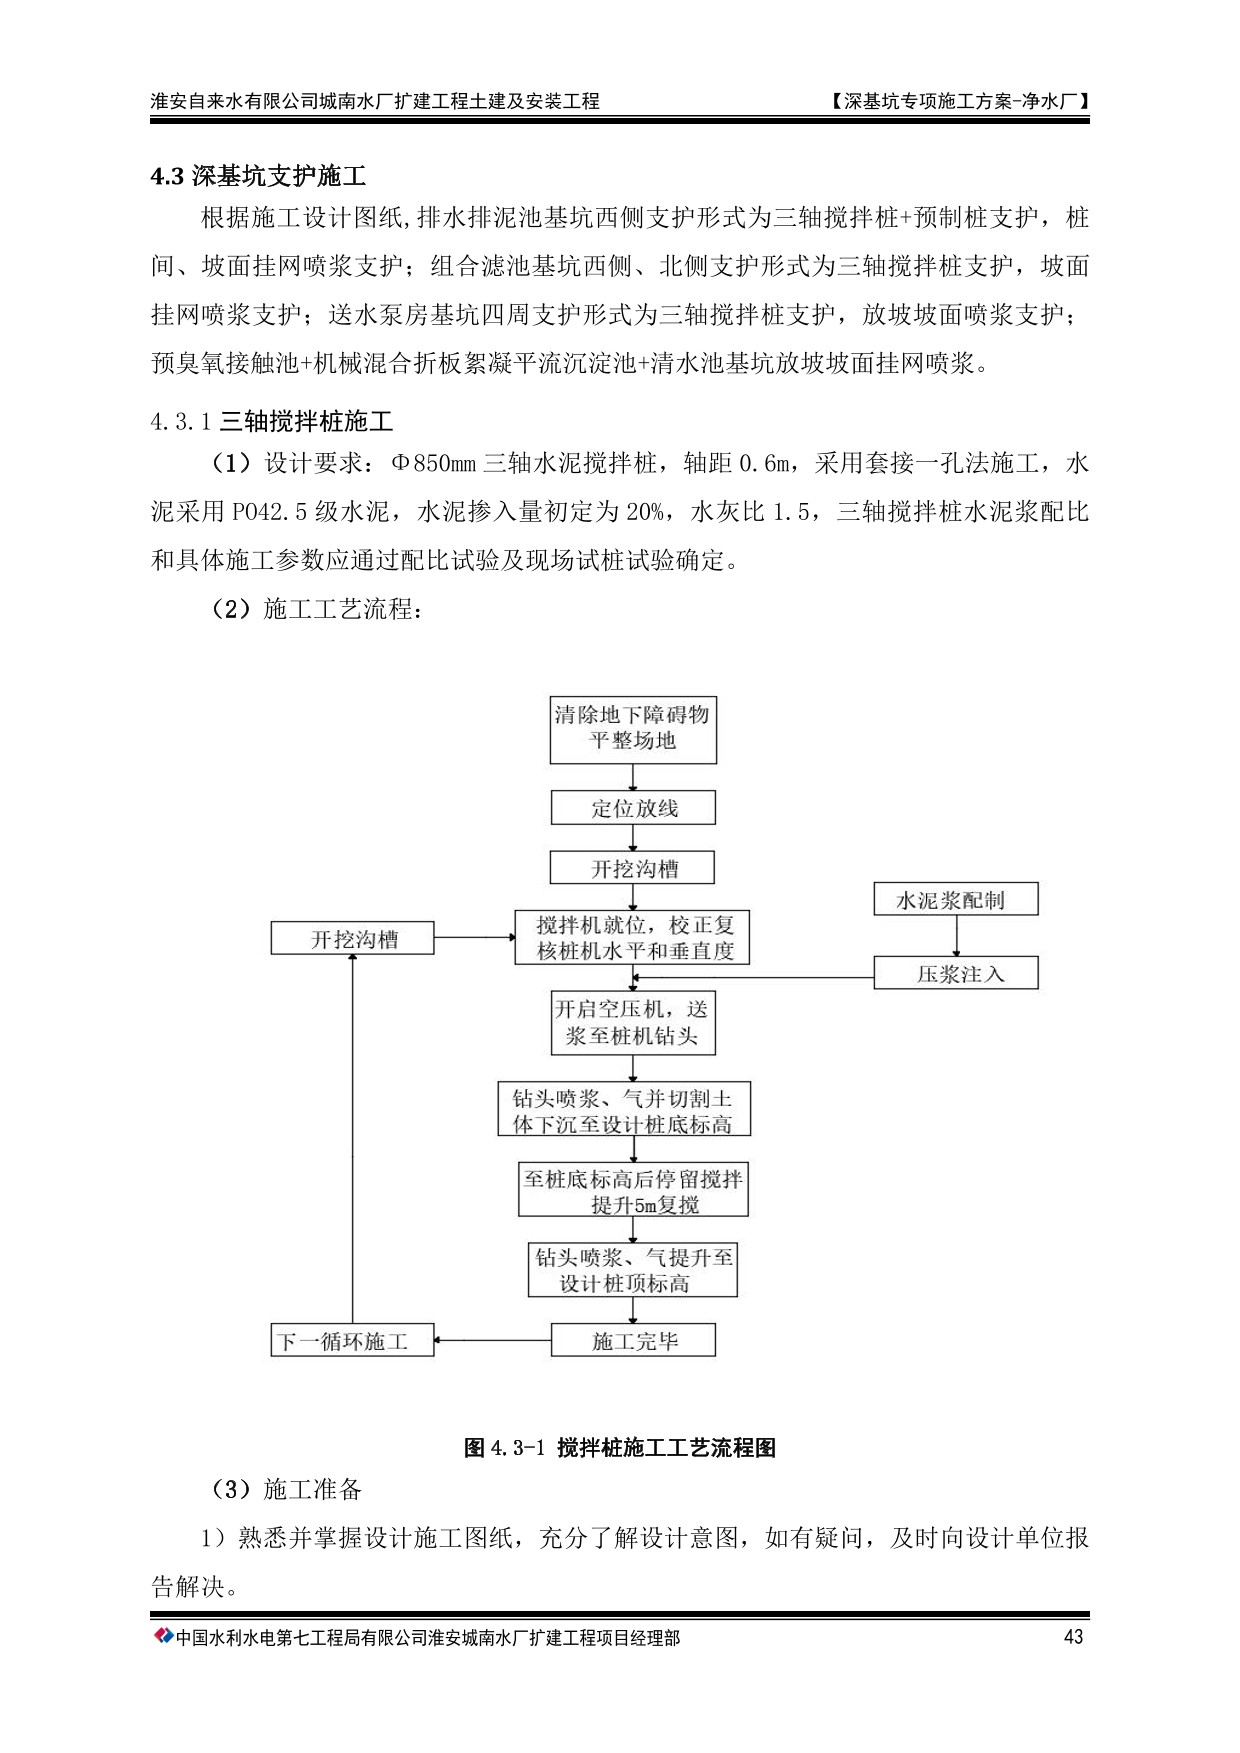 淮安自来水有限公司城南水厂扩建工程土建及安装工程 【深基坑专项施工方案-净水厂】
4.3 深基坑支护施工
根据施工设计图纸,排水排泥池基坑西侧支护形式为三轴搅拌桩+预制桩支护，桩
间、坡面挂网喷浆支护；组合滤池基坑西侧、北侧支护形式为三轴搅拌桩支护，坡面
挂网喷浆支护；送水泵房基坑四周支护形式为三轴搅拌桩支护，放坡坡面喷浆支护；
预臭氧接触池+机械混合折板絮凝平流沉淀池+清水池基坑放坡坡面挂网喷浆。
4.3.1 三轴搅拌桩施工
（1）设计要求：Φ850mm 三轴水泥搅拌桩，轴距 0.6m，采用套接一孔法施工，水
泥采用 PO42.5 级水泥，水泥掺入量初定为 20%，水灰比 1.5，三轴搅拌桩水泥浆配比
和具体施工参数应通过配比试验及现场试桩试验确定。
（2）施工工艺流程：
清除地下障碍物
平整场地
定位放线
开挖沟槽
水泥浆配制
搅拌机就位，校正复
核桩机水平和垂直度
开挖沟槽
压浆注入
开启空压机，送
浆至桩机钻头
钻头喷浆、气并切割土
体下沉至设计桩底标高
至桩底标高后停留搅拌
提升5m复搅
钻头喷浆、气提升至
设计桩顶标高
下一循环施工
施工完毕
图 4.3-1 搅拌桩施工工艺流程图
（3）施工准备
1）熟悉并掌握设计施工图纸，充分了解设计意图，如有疑问，及时向设计单位报
告解决。
中国水利水电第七工程局有限公司淮安城南水厂扩建工程项目经理部 43